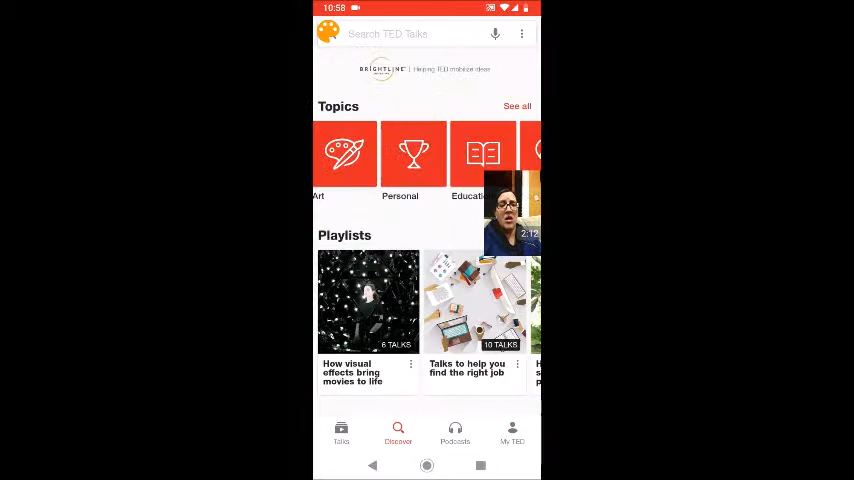 10:58
Search TED Talks
BRIGHTLINE
Helping TED mobilize ideas
Topics
See all
Art
Personal
Educatio
2:12
Playlists
6 TALKS
10 TALKS
How visual
effects bring
movies to life
Talks to help you
find the right job
H
s
p
Talks
Discover
Podcasts
My TED